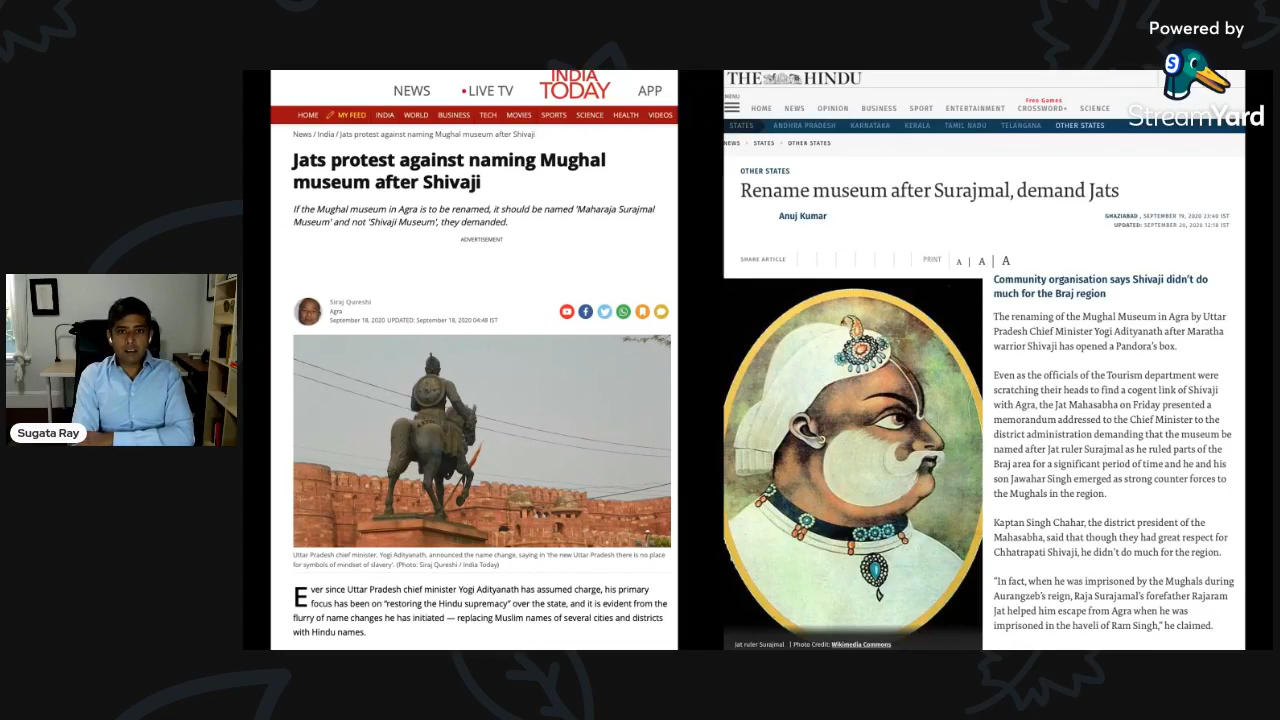 Powered by
StreamYard
Sugata Ray
NEWS
LIVE TV
INDIA
TODAY
APP
HOME MY FEED INDIA WORLD BUSINESS TECH MOVIES SPORTS SCIENCE HEALTH VIDEOS
News / India / Jats protest against naming Mughal museum after Shivaji
Jats protest against naming Mughal
museum after Shivaji
If the Mughal museum in Agra is to be renamed, it should be named 'Maharaja Surajmal
Museum' and not 'Shivaji Museum', they demanded.
ADVERTISEMENT
Siraj Qureshi
Agra
September 18, 2020 UPDATED: September 18, 2020 04:48 IST
Uttar Pradesh chief minister, Yogi Adityanath, announced the name change, saying in 'the new Uttar Pradesh there is no place
for symbols of mindset of slavery'. (Photo: Siraj Qureshi / India Today)
Ever since Uttar Pradesh chief minister Yogi Adityanath has assumed charge, his primary
focus has been on "restoring the Hindu supremacy" over the state, and it is evident from the
flurry of name changes he has initiated — replacing Muslim names of several cities and districts
with Hindu names.
THE HINDU
MENU
Free Games
HOME NEWS OPINION BUSINESS SPORT ENTERTAINMENT CROSSWORD+ SCIENCE
STATES ANDHRA PRADESH KARNATAKA KERALA TAMIL NADU TELANGANA OTHER STATES
NEWS > STATES > OTHER STATES
OTHER STATES
Rename museum after Surajmal, demand Jats
Anuj Kumar
GHAZIABAD , SEPTEMBER 19, 2020 23:40 IST
UPDATED: SEPTEMBER 20, 2020 12:18 IST
SHARE ARTICLE
PRINT A | A | A
Community organisation says Shivaji didn't do
much for the Braj region
The renaming of the Mughal Museum in Agra by Uttar
Pradesh Chief Minister Yogi Adityanath after Maratha
warrior Shivaji has opened a Pandora's box.
Even as the officials of the Tourism department were
scratching their heads to find a cogent link of Shivaji
with Agra, the Jat Mahasabha on Friday presented a
memorandum addressed to the Chief Minister to the
district administration demanding that the museum be
named after Jat ruler Surajmal as he ruled parts of the
Braj area for a significant period of time and he and his
son Jawahar Singh emerged as strong counter forces to
the Mughals in the region.
Kaptan Singh Chahar, the district president of the
Mahasabha, said that though they had great respect for
Chhatrapati Shivaji, he didn't do much for the region.
"In fact, when he was imprisoned by the Mughals during
Aurangzeb's reign, Raja Surajmal's forefather Rajaram
Jat helped him escape from Agra when he was
imprisoned in the haveli of Ram Singh," he claimed.
Jat ruler Surajmal | Photo Credit: Wikimedia Commons